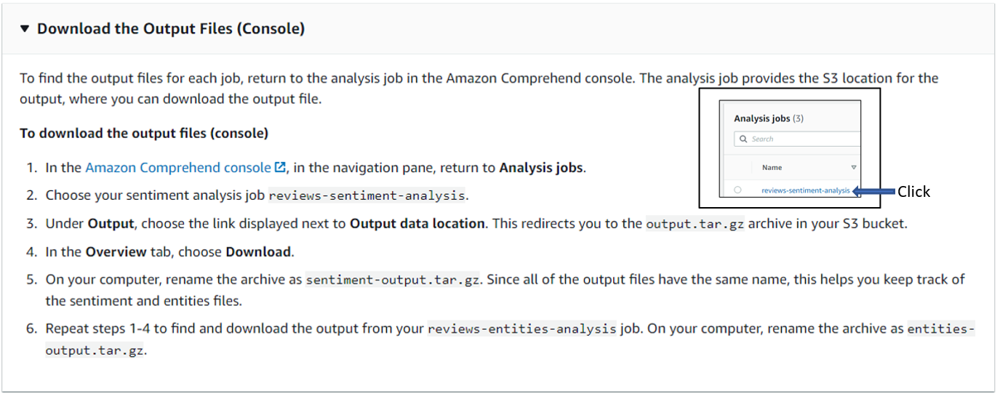 Download the Output Files (Console)
To find the output files for each job, return to the analysis job in the Amazon Comprehend console. The analysis job provides the S3 location for the
output, where you can download the output file.
To download the output files (console)
1. In the Amazon Comprehend console, in the navigation pane, return to Analysis jobs.
2. Choose your sentiment analysis job reviews-sentiment-analysis.
3. Under Output, choose the link displayed next to Output data location. This redirects you to the output.tar.gz archive in your S3 bucket.
4. In the Overview tab, choose Download.
5. On your computer, rename the archive as sentiment-output.tar.gz. Since all of the output files have the same name, this helps you keep track of
the sentiment and entities files.
6. Repeat steps 1-4 to find and download the output from your reviews-entities-analysis job. On your computer, rename the archive as entities-
output.tar.gz.
Analysis jobs (3)
Search
Name
reviews-sentiment-analysis
Click